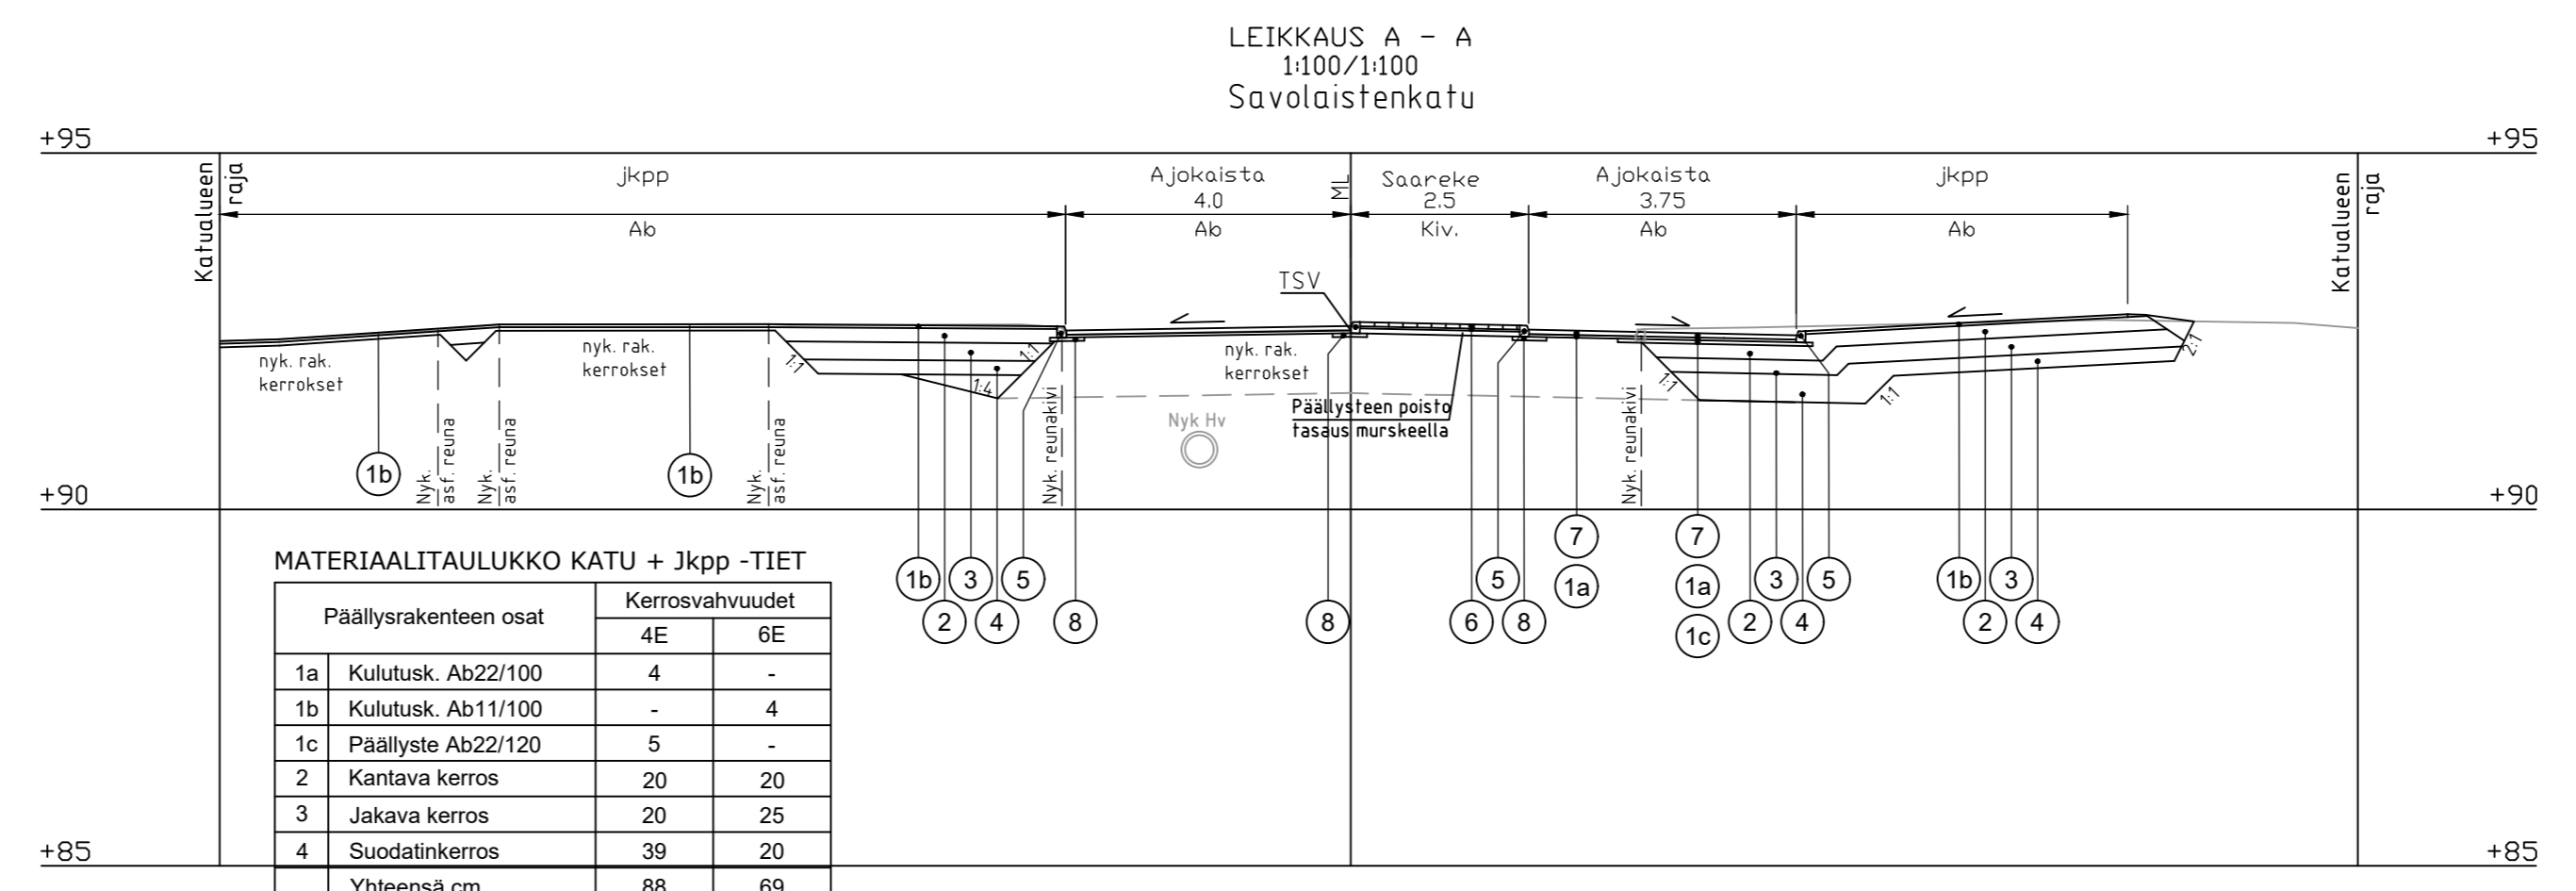 LEIKKAUS A - A
1:100/1:100
Savolaistenkatu
+95
+95
Katualueen
raja
jkpp
Ab
Ajokaista
4.0
Ab
ML
Saareke
2.5
Kiv.
Ajokaista
3.75
Ab
jkpp
Ab
Katualueen
raja
TSV
nyk. rak.
kerrokset
nyk. rak.
kerrokset
1:1
1:4
1:1
nyk. rak.
kerrokset
Nyk Hv
Päällysteen poisto
tasaus murskeella
1:1
1:1
2:1
1b
Nyk.
asf. reuna
Nyk.
asf. reuna
1b
Nyk.
asf. reuna
Nyk. reunakivi
Nyk. reunakivi
+90
+90
7
7
1b
3
5
5
1a
1a
3
5
1b
3
2
4
8
8
6
8
1c
2
4
2
4
MATERIAALITAULUKKO KATU + Jkpp -TIET
Päällysrakenteen osat Kerrosvahvuudet
4E 6E
1a Kulutusk. Ab22/100 4 -
1b Kulutusk. Ab11/100 - 4
1c Päällyste Ab22/120 5 -
2 Kantava kerros 20 20
3 Jakava kerros 20 25
4 Suodatinkerros 39 20
Yhteensä cm 88 69
+85
+85